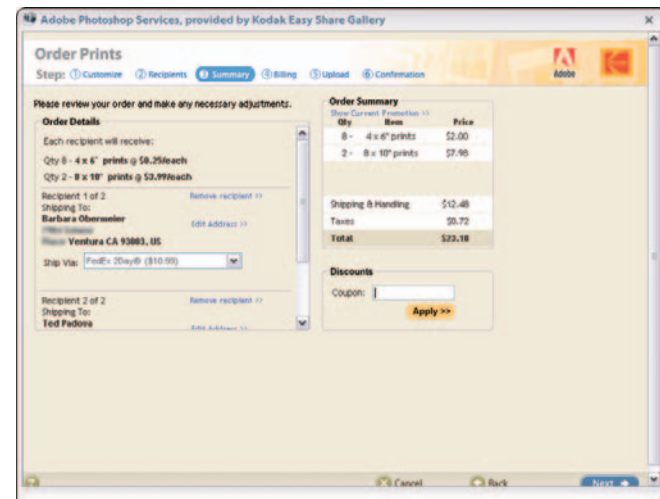 Adobe Photoshop Services, provided by Kodak Easy Share Gallery
Order Prints
Step: 1 Customize 2 Recipients 3 Summary 4 Billing 5 Upload 6 Confirmation
Adobe
Please review your order and make any necessary adjustments.
Order Details
Each recipient will receive:
Qty 8 - 4 x 6" prints @ $0.25/each
Qty 2 - 8 x 10" prints @ $3.99/each
Recipient 1 of 2 Remove recipient >>
Shipping To:
Barbara Obermeier Edit Address >>
Ventura CA 93003, US
Ship Via: FedEx 2Day® ($10.99)
Recipient 2 of 2 Remove recipient >>
Shipping To:
Ted Padova Edit Address >>
Order Summary
Show Current Promotion >>
Qty Item Price
8 - 4 x 6" prints $2.00
2 - 8 x 10" prints $7.98
Shipping & Handling $12.48
Taxes $0.72
Total $23.18
Discounts
Coupon:
Apply >>
Cancel Back Next